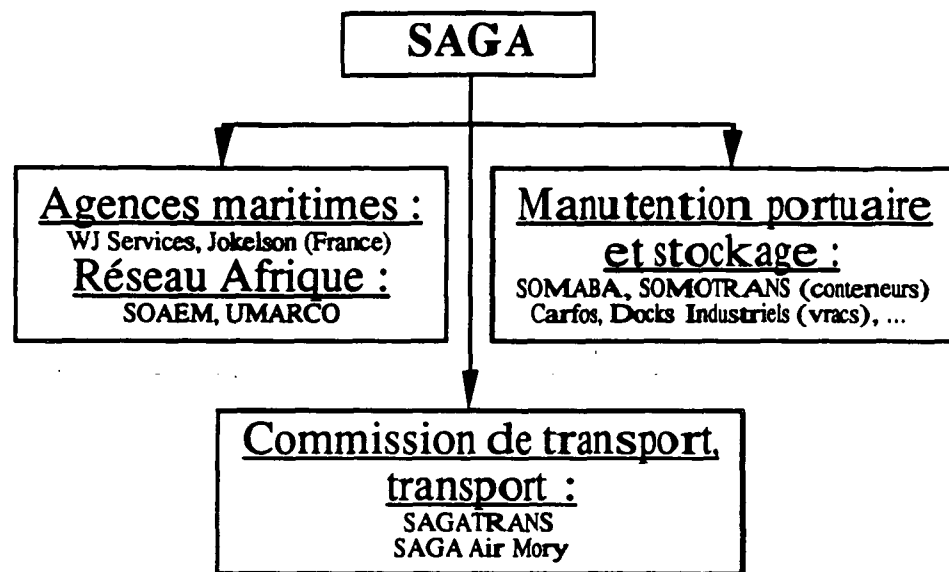 SAGA
Agences maritimes :
WJ Services, Jokelson (France)
Réseau Afrique :
SOAEM, UMARCO
Manutention portuaire
et stockage :
SOMABA, SOMOTRANS (conteneurs)
Carfos, Docks Industriels (vracs), ...
Commission de transport,
transport :
SAGATRANS
SAGA Air Mory